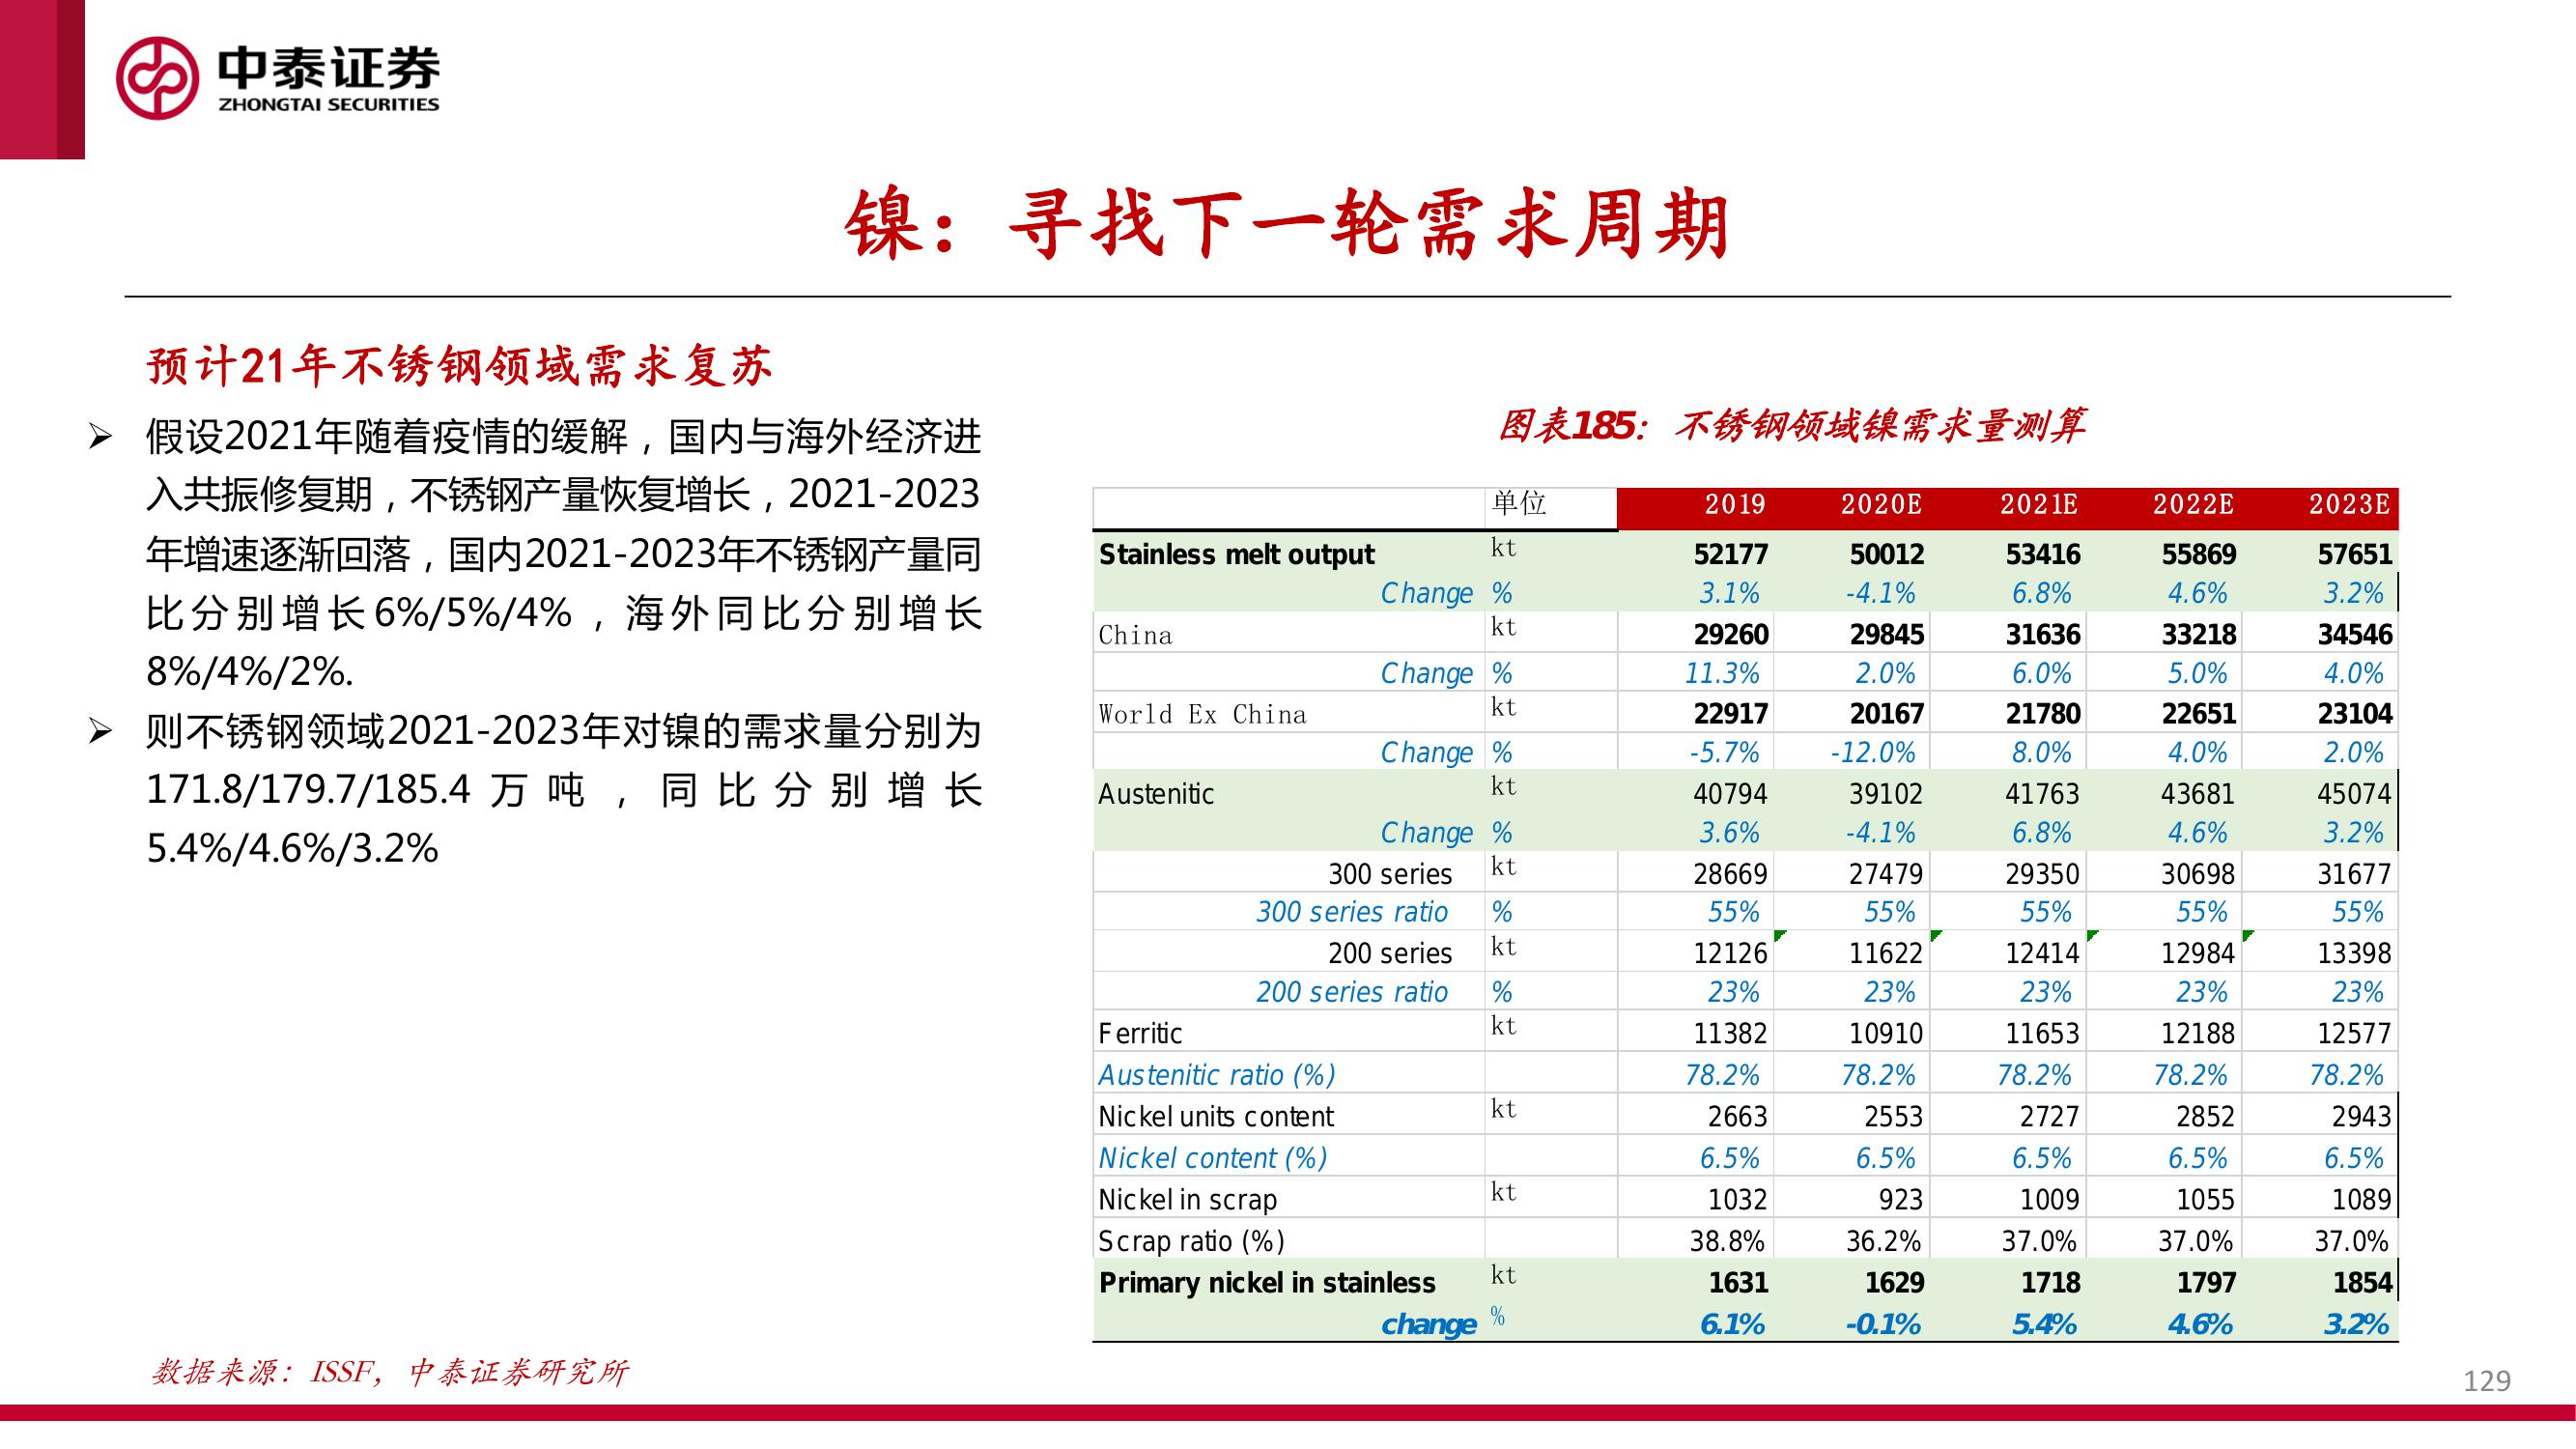 中泰证券
ZHONGTAI SECURITIES
镍：寻找下一轮需求周期
预计21年不锈钢领域需求复苏
➢ 假设2021年随着疫情的缓解，国内与海外经济进
入共振修复期，不锈钢产量恢复增长，2021-2023
年增速逐渐回落，国内2021-2023年不锈钢产量同
比分别增长6%/5%/4%，海外同比分别增长
8%/4%/2%.
➢ 则不锈钢领域2021-2023年对镍的需求量分别为
171.8/179.7/185.4万吨，同比分别增长
5.4%/4.6%/3.2%
图表185：不锈钢领域镍需求量测算
单位 2019 2020E 2021E 2022E 2023E
Stainless melt output kt 52177 50012 53416 55869 57651
Change % 3.1% -4.1% 6.8% 4.6% 3.2%
China kt 29260 29845 31636 33218 34546
Change % 11.3% 2.0% 6.0% 5.0% 4.0%
World Ex China kt 22917 20167 21780 22651 23104
Change % -5.7% -12.0% 8.0% 4.0% 2.0%
Austenitic kt 40794 39102 41763 43681 45074
Change % 3.6% -4.1% 6.8% 4.6% 3.2%
300 series kt 28669 27479 29350 30698 31677
300 series ratio % 55% 55% 55% 55% 55%
200 series kt 12126 11622 12414 12984 13398
200 series ratio % 23% 23% 23% 23% 23%
Ferritic kt 11382 10910 11653 12188 12577
Austenitic ratio (%) 78.2% 78.2% 78.2% 78.2% 78.2%
Nickel units content kt 2663 2553 2727 2852 2943
Nickel content (%) 6.5% 6.5% 6.5% 6.5% 6.5%
Nickel in scrap kt 1032 923 1009 1055 1089
Scrap ratio (%) 38.8% 36.2% 37.0% 37.0% 37.0%
Primary nickel in stainless kt 1631 1629 1718 1797 1854
change % 6.1% -0.1% 5.4% 4.6% 3.2%
数据来源：ISSF，中泰证券研究所
129